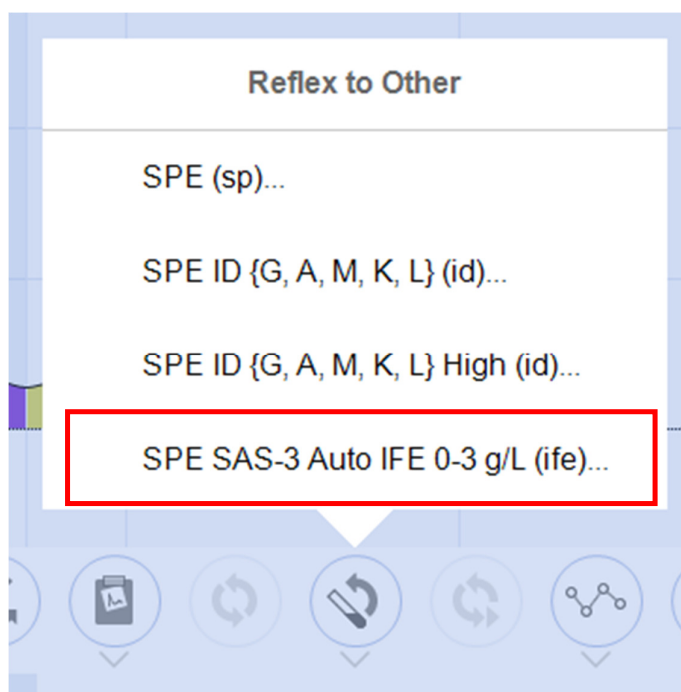 Reflex to Other
SPE (sp)...
SPE ID {G, A, M, K, L} (id)...
SPE ID {G, A, M, K, L} High (id)...
SPE SAS-3 Auto IFE 0-3 g/L (ife)...